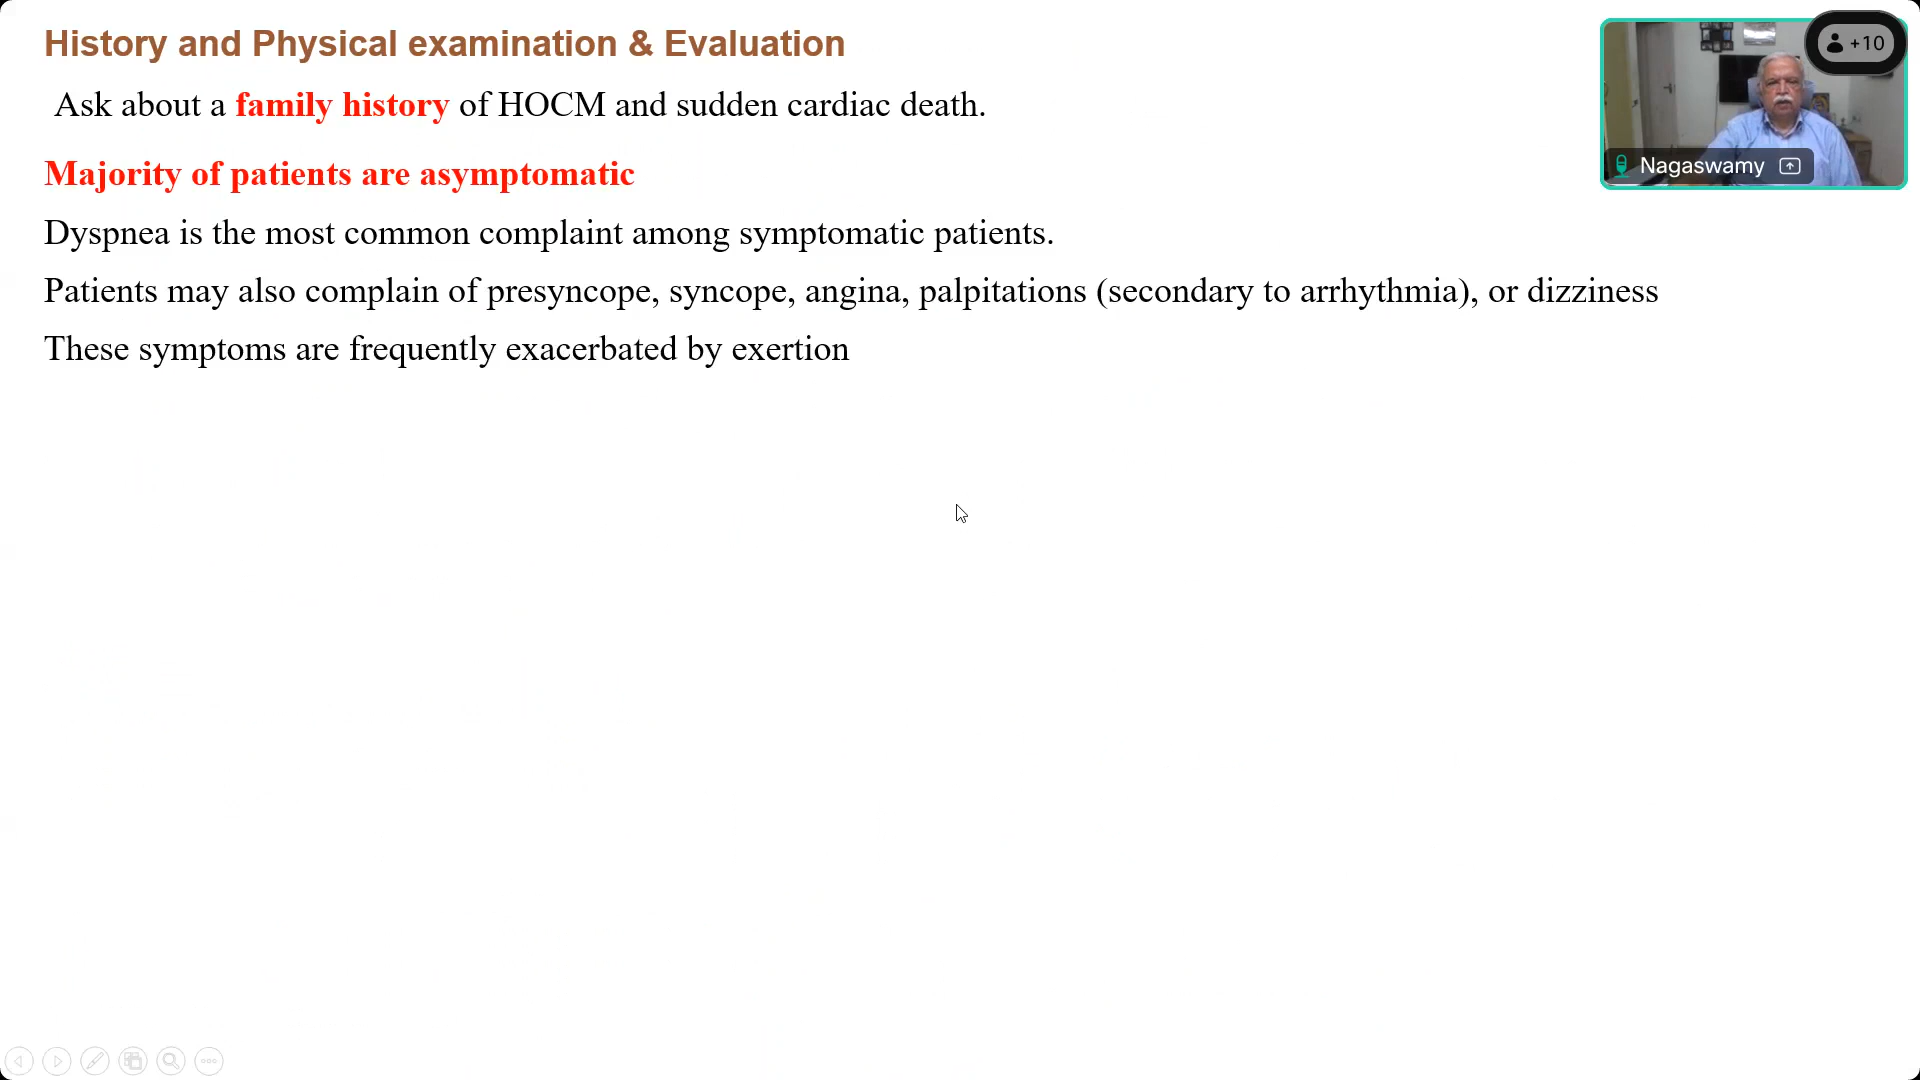 History and Physical examination & Evaluation
Ask about a family history of HOCM and sudden cardiac death.
Majority of patients are asymptomatic
Dyspnea is the most common complaint among symptomatic patients.
Patients may also complain of presyncope, syncope, angina, palpitations (secondary to arrhythmia), or dizziness
These symptoms are frequently exacerbated by exertion
+10
Nagaswamy